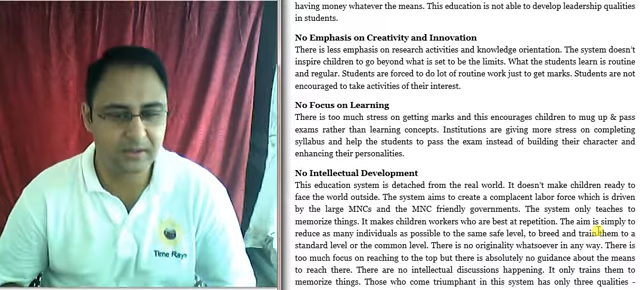 having money whatever the means. This education is not able to develop leadership qualities
in students.
No Emphasis on Creativity and Innovation
There is less emphasis on research activities and knowledge orientation. The system doesn't
inspire children to go beyond what is set to be the limits. What the students learn is routine
and regular. Students are forced to do lot of routine work just to get marks. Students are not
encouraged to take activities of their interest.
No Focus on Learning
There is too much stress on getting marks and this encourages children to mug up & pass
exams rather than learning concepts. Institutions are giving more stress on completing
syllabus and help the students to pass the exam instead of building their character and
enhancing their personalities.
No Intellectual Development
This education system is detached from the real world. It doesn't make children ready to
face the world outside. The system aims to create a complacent labor force which is driven
by the large MNCs and the MNC friendly governments. The system only teaches to
memorize things. It makes children workers who are best at repetition. The aim is simply to
reduce as many individuals as possible to the same safe level, to breed and train them to a
standard level or the common level. There is no originality whatsoever in any way. There is
too much focus on reaching to the top but there is absolutely no guidance about the means
to reach there. There are no intellectual discussions happening. It only trains them to
memorize things. Those who come triumphant in this system has only three qualities -
Time Rays